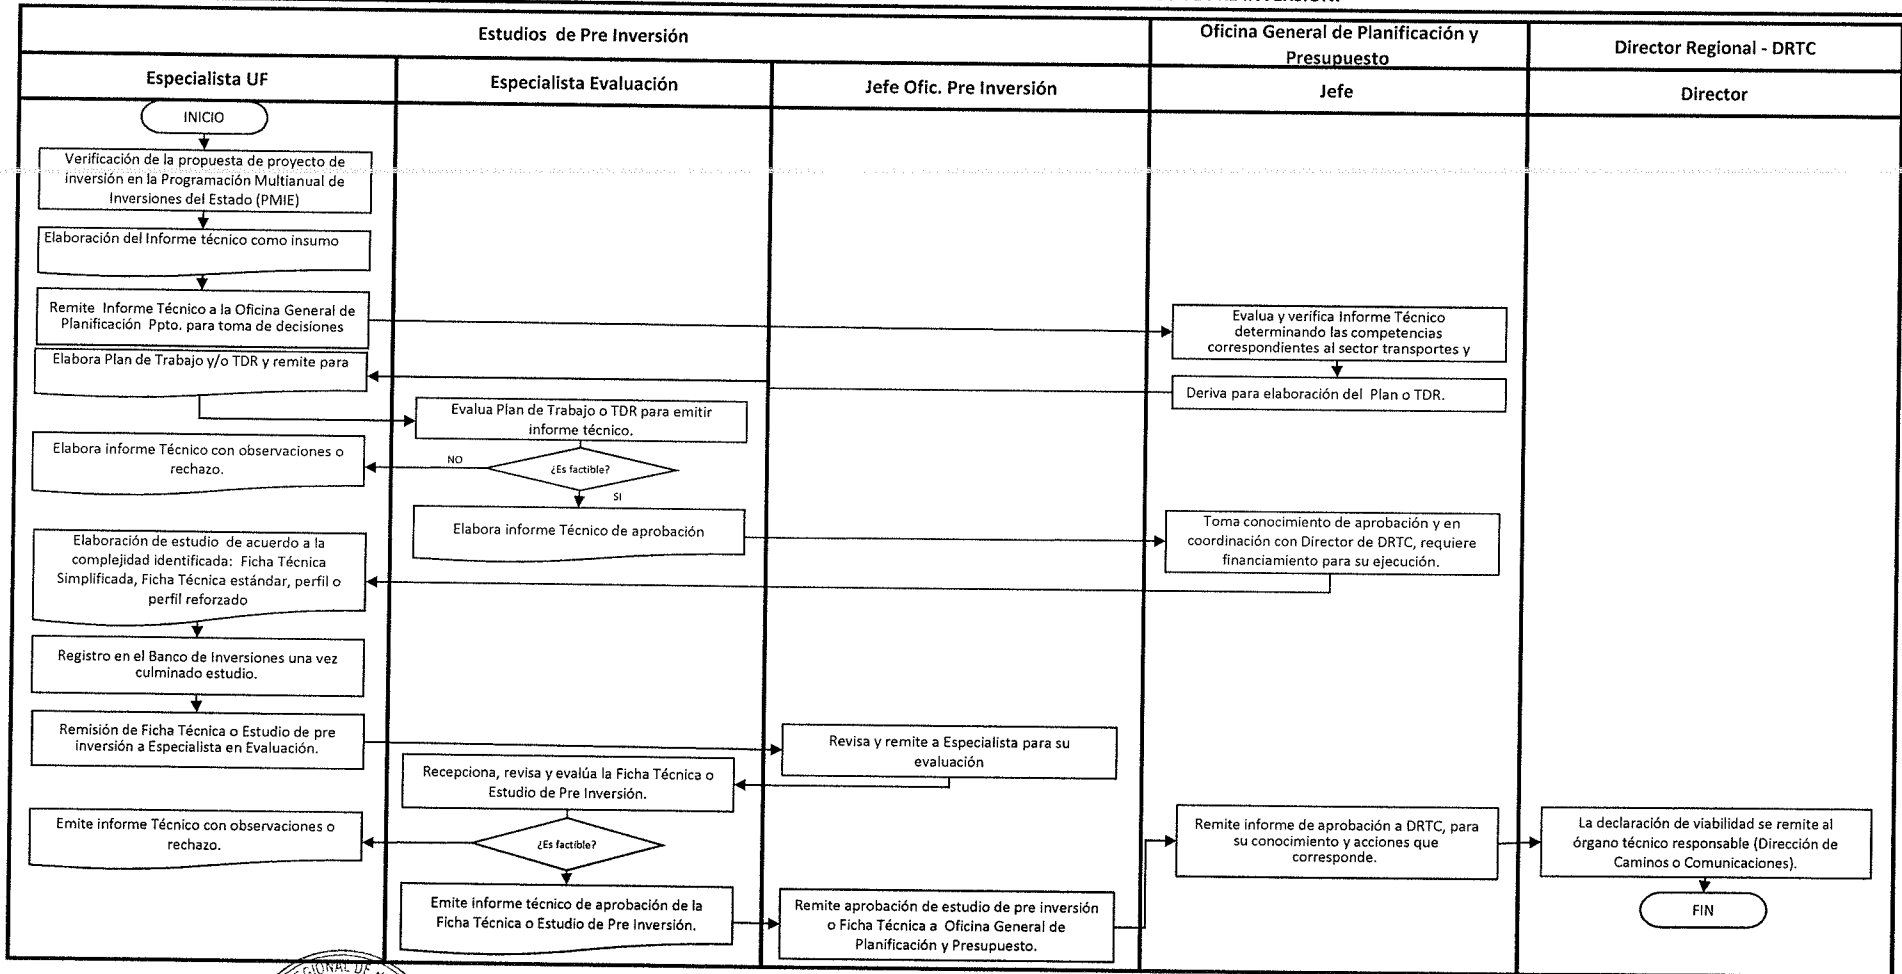 Estudios de Pre Inversión
Oficina General de Planificación y
Presupuesto
Director Regional - DRTC
Especialista UF
Especialista Evaluación
Jefe Ofic. Pre Inversión
Jefe
Director
INICIO
Verificación de la propuesta de proyecto de
inversión en la Programación Multianual de
Inversiones del Estado (PMIE)
Elaboración del Informe técnico como insumo
Remite Informe Técnico a la Oficina General de
Planificación Ppto. para toma de decisiones
Evalua y verifica Informe Técnico
determinando las competencias
correspondientes al sector transportes y
Elabora Plan de Trabajo y/o TDR y remite para
Deriva para elaboración del Plan o TDR.
Evalua Plan de Trabajo o TDR para emitir
informe técnico.
Elabora informe Técnico con observaciones o
rechazo.
NO
¿Es factible?
SI
Elabora informe Técnico de aprobación
Toma conocimiento de aprobación y en
coordinación con Director de DRTC, requiere
financiamiento para su ejecución.
Elaboración de estudio de acuerdo a la
complejidad identificada: Ficha Técnica
Simplificada, Ficha Técnica estándar, perfil o
perfil reforzado
Registro en el Banco de Inversiones una vez
culminado estudio.
Remisión de Ficha Técnica o Estudio de pre
inversión a Especialista en Evaluación.
Revisa y remite a Especialista para su
evaluación
Recepciona, revisa y evalúa la Ficha Técnica o
Estudio de Pre Inversión.
Emite informe Técnico con observaciones o
rechazo.
¿Es factible?
Emite informe técnico de aprobación de la
Ficha Técnica o Estudio de Pre Inversión.
Remite aprobación de estudio de pre inversión
o Ficha Técnica a Oficina General de
Planificación y Presupuesto.
Remite informe de aprobación a DRTC, para
su conocimiento y acciones que
corresponde.
La declaración de viabilidad se remite al
órgano técnico responsable (Dirección de
Caminos o Comunicaciones).
FIN